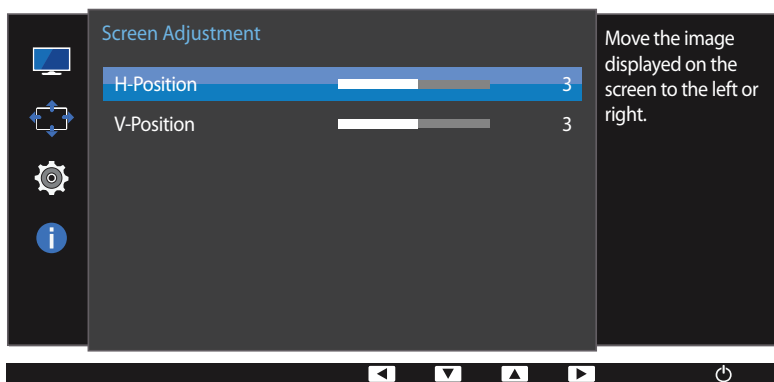 Screen Adjustment
H-Position 3
V-Position 3
Move the image
displayed on the
screen to the left or
right.